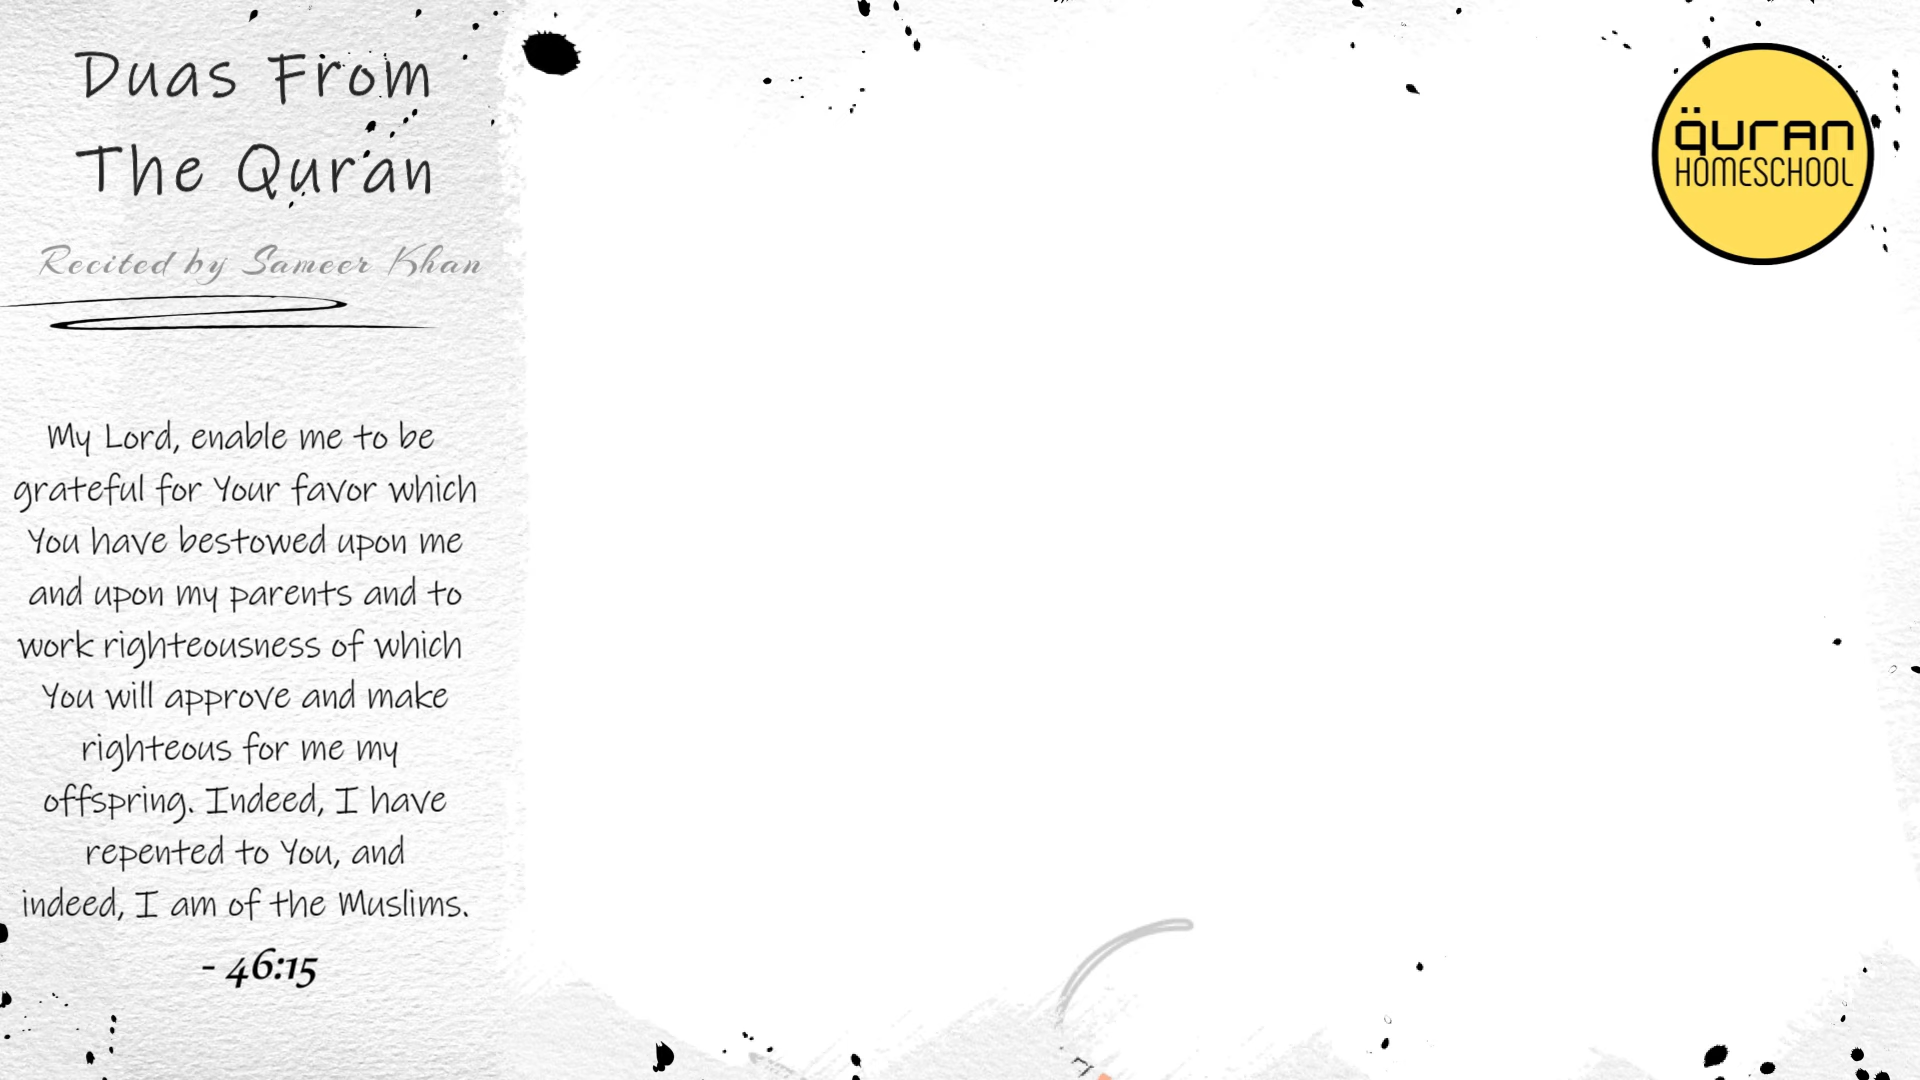 Duas From
The Quran
Recited by Sameer Khan
My Lord, enable me to be
grateful for Your favor which
You have bestowed upon me
and upon my parents and to
work righteousness of which
You will approve and make
righteous for me my
offspring. Indeed, I have
repented to You, and
indeed, I am of the Muslims.
- 46:15
quran
HOMESCHOOL